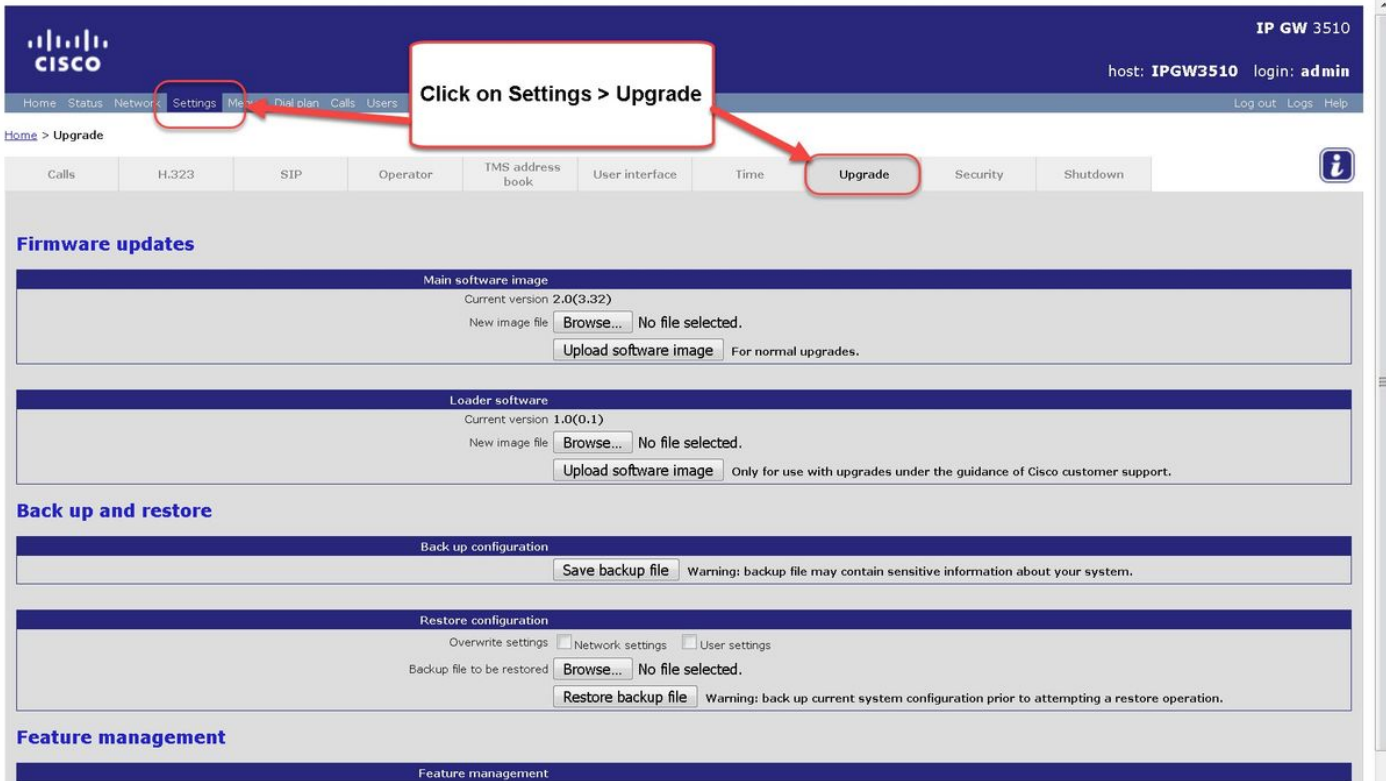 CISCO
IP GW 3510
host: IPGW3510 login: admin
Home Status Network Settings Dial plan Calls Users
Click on Settings > Upgrade
Log out Logs Help
Home > Upgrade
Calls H.323 SIP Operator TMS address book User interface Time Upgrade Security Shutdown
i
Firmware updates
Main software image
Current version 2.0(3.32)
New image file Browse... No file selected.
Upload software image For normal upgrades.
Loader software
Current version 1.0(0.1)
New image file Browse... No file selected.
Upload software image Only for use with upgrades under the guidance of Cisco customer support.
Back up and restore
Back up configuration
Save backup file Warning: backup file may contain sensitive information about your system.
Restore configuration
Overwrite settings Network settings User settings
Backup file to be restored Browse... No file selected.
Restore backup file Warning: back up current system configuration prior to attempting a restore operation.
Feature management
Feature management